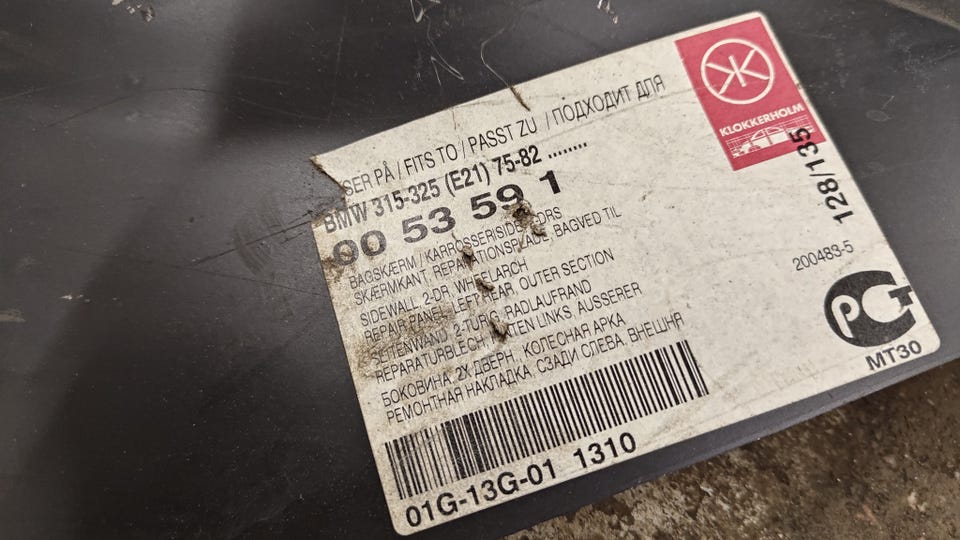 SER PÅ / FITS TO / PASST ZU / ПОДХОДИТ ДЛЯ
BMW 315-325 (E21) 75-82 ........
00 53 59 1
BAGSKÆRM / KARROSSERISIDE 2-DRS
SKÆRMKANT, REPARATIONSPLADE, BAGVED TIL
SIDEWALL, 2-DR, WHEELARCH
REPAIR PANEL, LEFT REAR, OUTER SECTION
SEITENWAND, 2-TÜRIG, RADLAUFRAND
REPARATURBLECH, HINTEN LINKS, ÄUSSERER
БОКОВИНА, 2Х ДВЕРН., КОЛЕСНАЯ АРКА
РЕМОНТНАЯ НАКЛАДКА, СЗАДИ СЛЕВА, ВНЕШНЯ
01G-13G-01 1310
KLOKKERHOLM
128/135
200483-5
РСТ
MT30